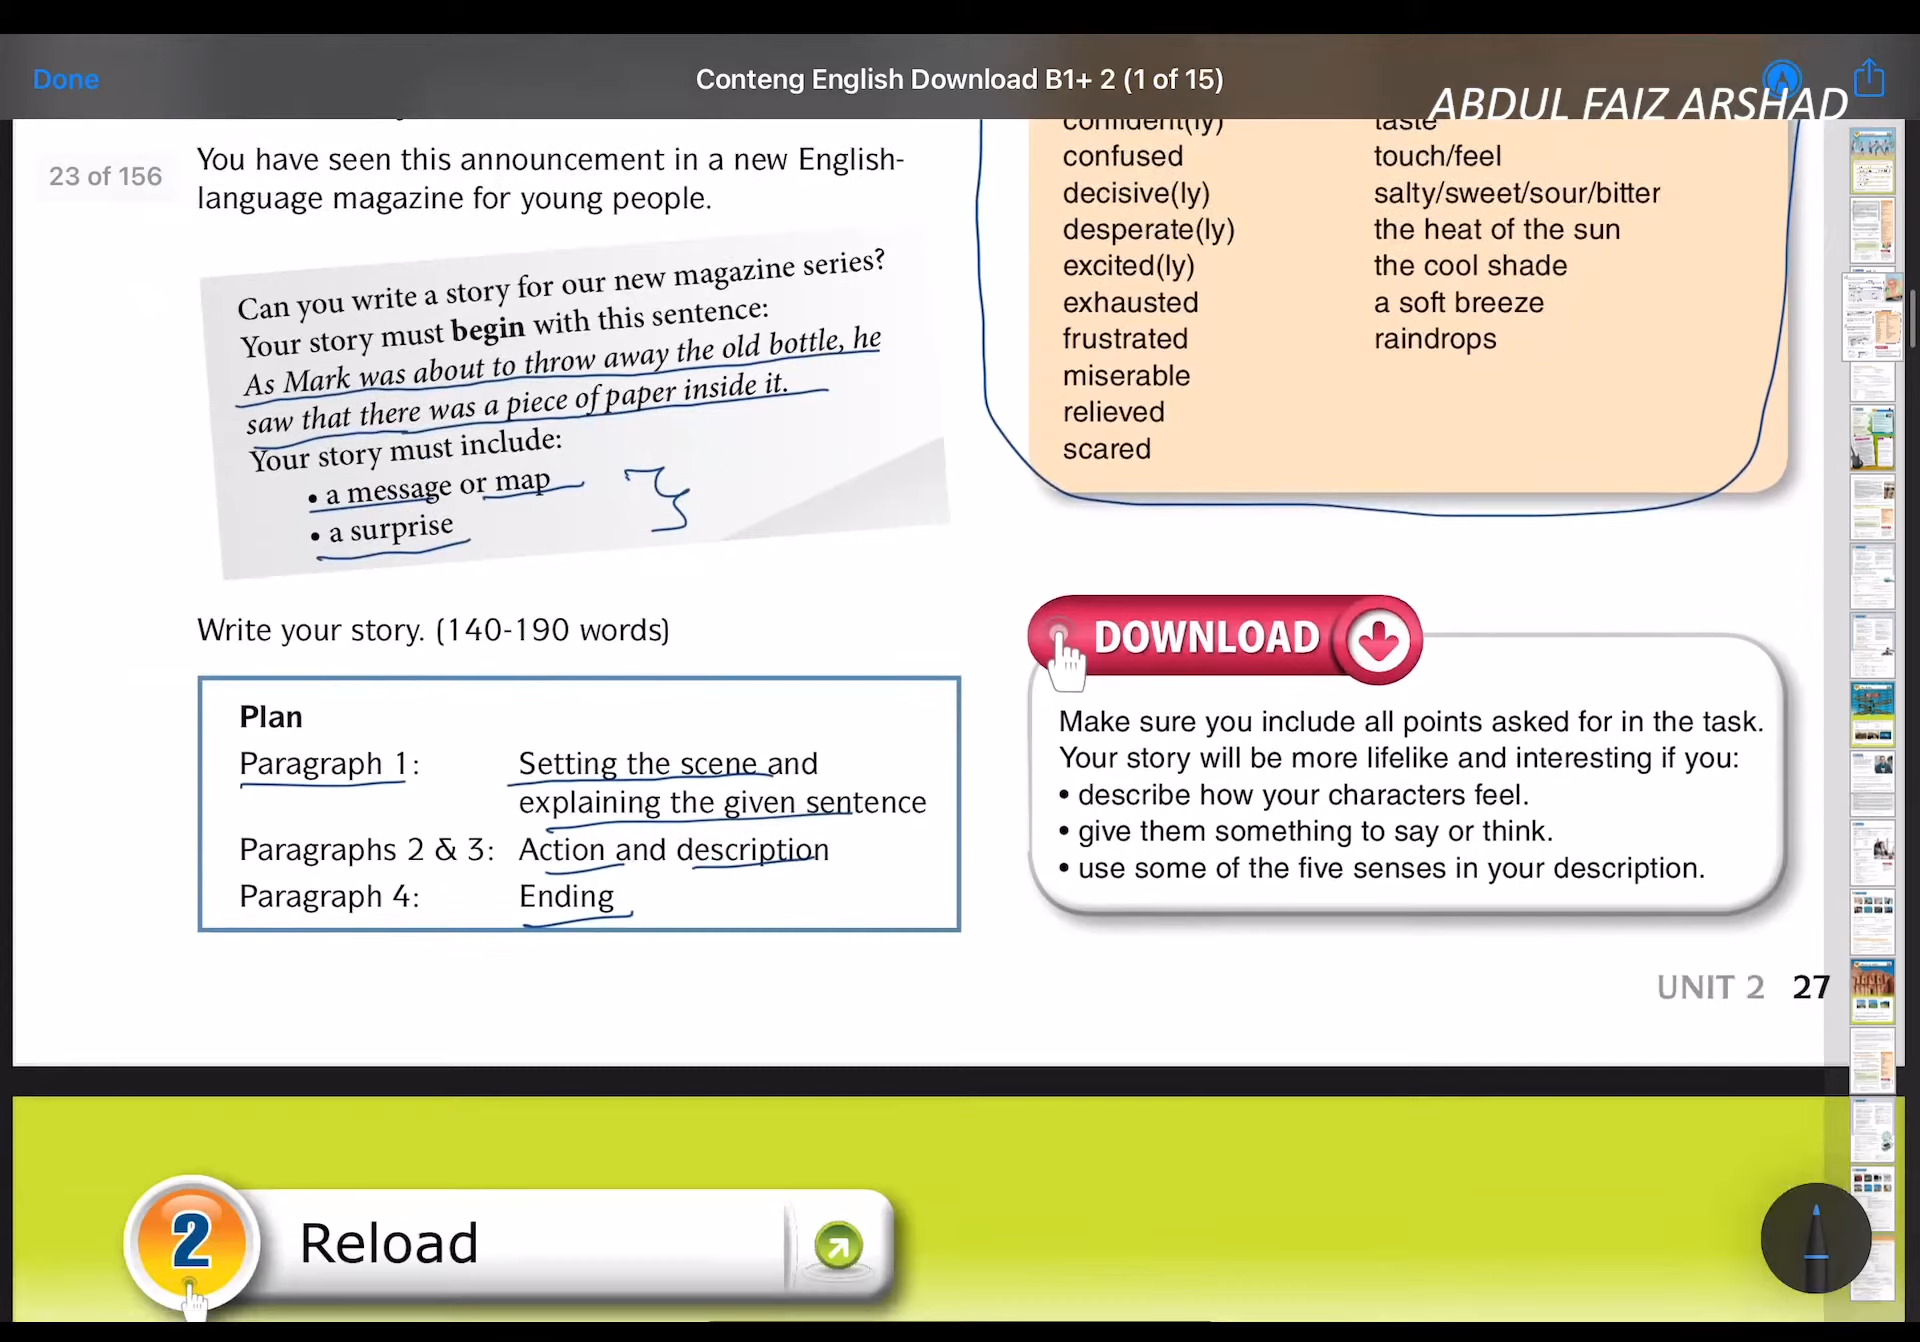 Done
Conteng English Download B1+ 2 (1 of 15)
ABDUL FAIZ ARSHAD
23 of 156
You have seen this announcement in a new English-
language magazine for young people.
Can you write a story for our new magazine series?
Your story must begin with this sentence:
As Mark was about to throw away the old bottle, he
saw that there was a piece of paper inside it.
Your story must include:
• a message or map
• a surprise
Write your story. (140-190 words)
Plan
Paragraph 1: Setting the scene and
explaining the given sentence
Paragraphs 2 & 3: Action and description
Paragraph 4: Ending
confident(ly)
confused
decisive(ly)
desperate(ly)
excited(ly)
exhausted
frustrated
miserable
relieved
scared
taste
touch/feel
salty/sweet/sour/bitter
the heat of the sun
the cool shade
a soft breeze
raindrops
DOWNLOAD
Make sure you include all points asked for in the task.
Your story will be more lifelike and interesting if you:
• describe how your characters feel.
• give them something to say or think.
• use some of the five senses in your description.
UNIT 2 27
2 Reload